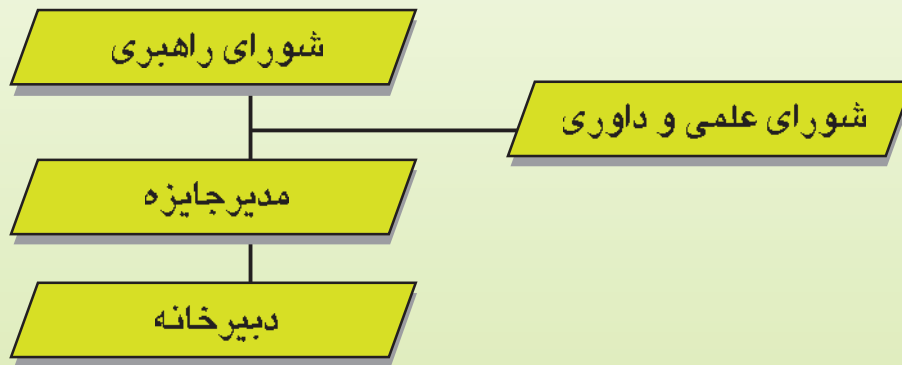 شورای راهبری
شورای علمی و داوری
مدیرجایزه
دبیرخانه